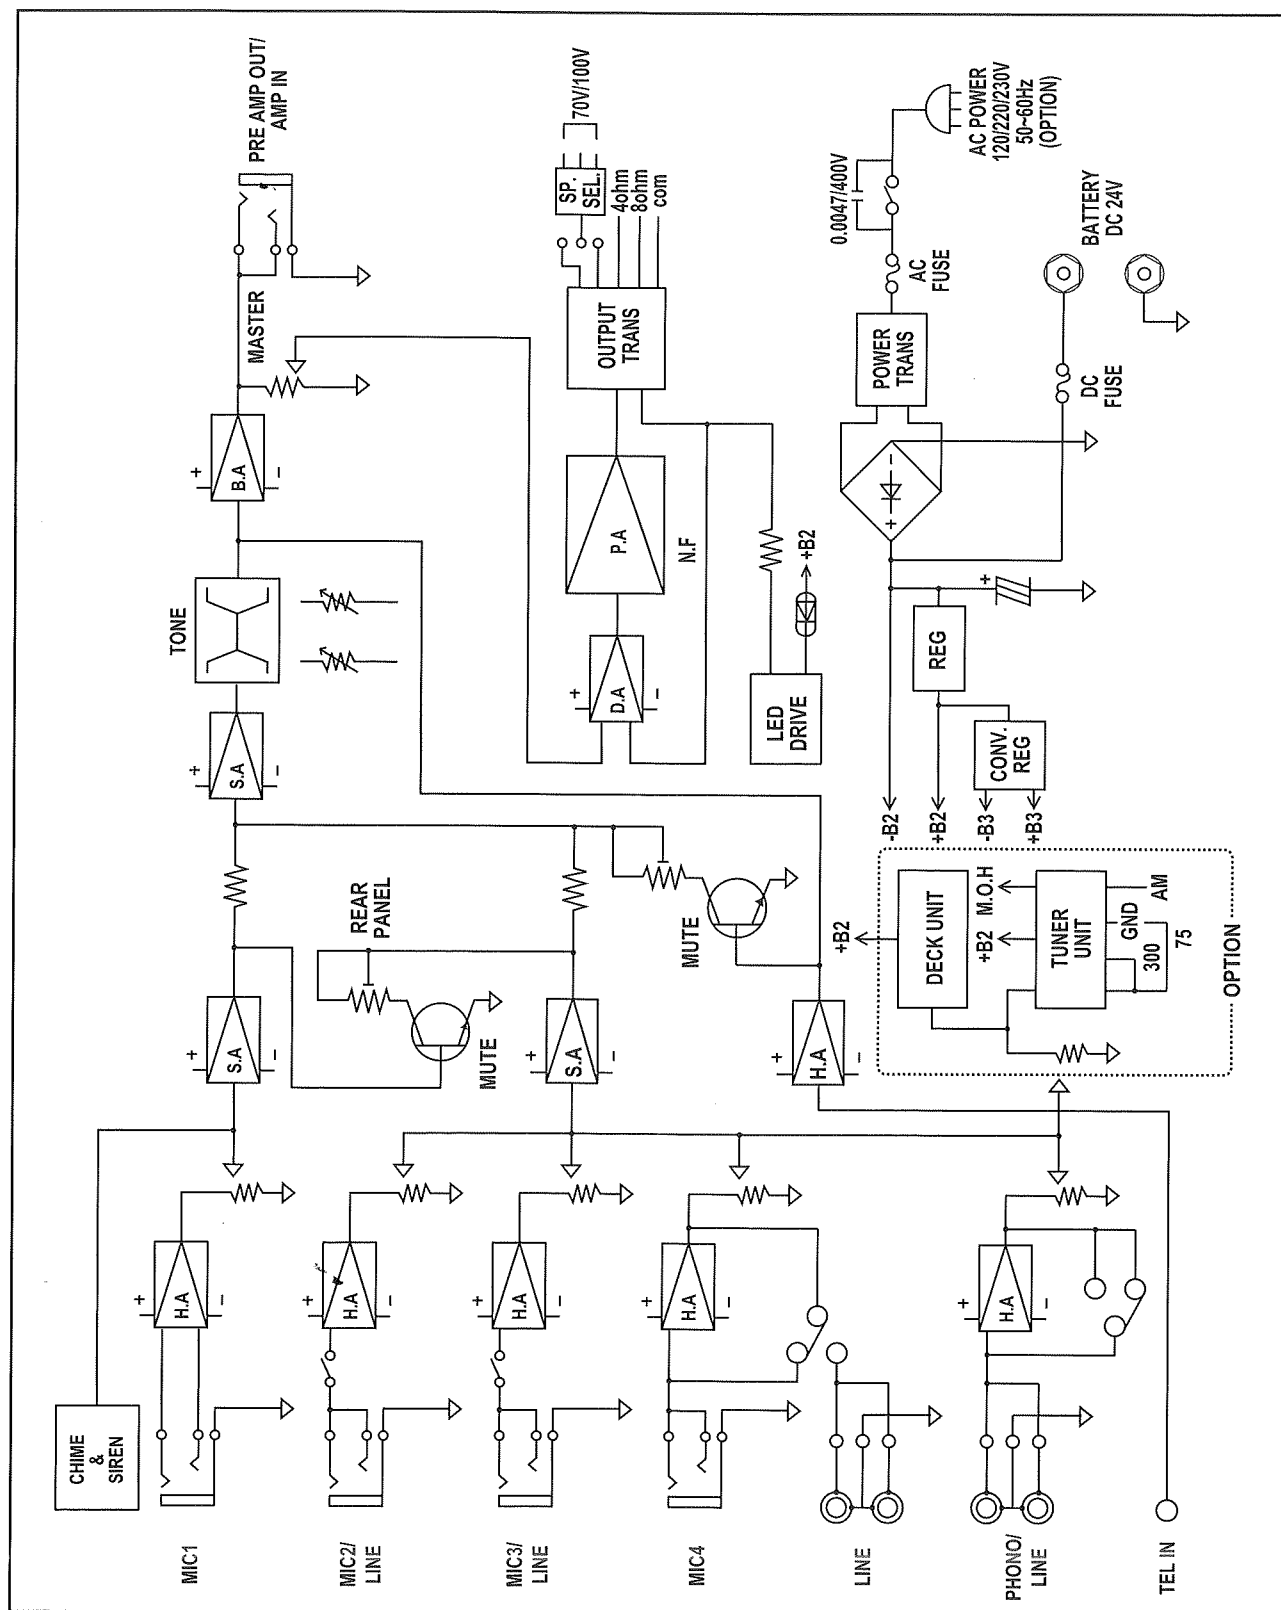 CHIME
&
SIREN
MIC1
+
H.A
−
+
S.A
−
+
S.A
−
TONE
+
B.A
−
MASTER
PRE AMP OUT/
AMP IN
MIC2/
LINE
+
H.A
−
REAR
PANEL
MUTE
MIC3/
LINE
+
H.A
−
+
S.A
−
MUTE
+
D.A
−
P.A
N.F
OUTPUT
TRANS
SP.
SEL.
70V/100V
4ohm
8ohm
com
MIC4
+
H.A
−
LINE
+
H.A
−
LED
DRIVE
+B2
PHONO/
LINE
+
H.A
−
TEL IN
+B2
DECK UNIT
+B2
M.O.H
TUNER
UNIT
300
75
GND
AM
OPTION
-B2
+B2
-B3
+B3
REG
CONV.
REG
+
+
−
POWER
TRANS
AC
FUSE
0.0047/400V
AC POWER
120/220/230V
50~60Hz
(OPTION)
DC
FUSE
BATTERY
DC 24V